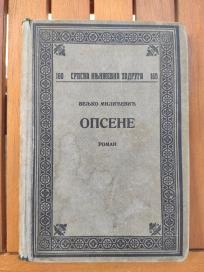 160 СРПСКА КЊИЖЕВНА ЗАДРУГА 160
ВЕЉКО МИЛИЋЕВИЋ
ОПСЕНЕ
РОМАН